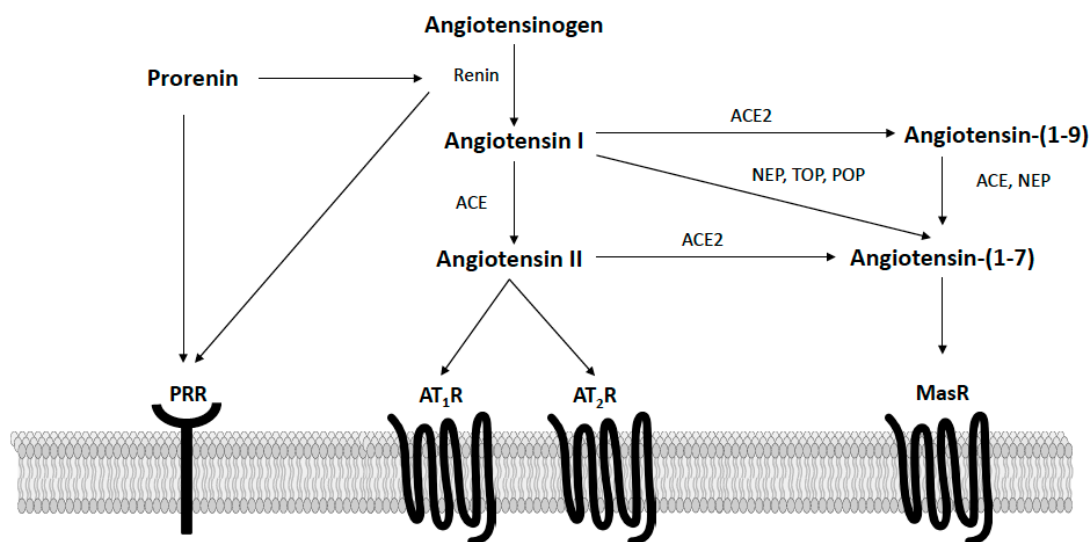 Angiotensinogen
Prorenin
Renin
Angiotensin I
ACE2
Angiotensin-(1-9)
NEP, TOP, POP
ACE, NEP
ACE
Angiotensin II
ACE2
Angiotensin-(1-7)
PRR
AT₁R
AT₂R
MasR